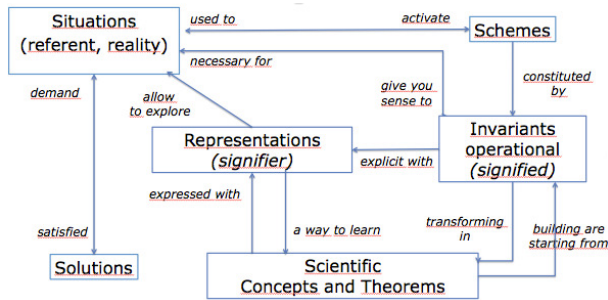 Situations
(referent, reality)
used to
activate
Schemes
necessary for
demand
allow
to explore
give you
sense to
constituted
by
Representations
(signifier)
explicit with
Invariants
operational
(signified)
expressed with
a way to learn
transforming
in
building are
starting from
satisfied
Solutions
Scientific
Concepts and Theorems